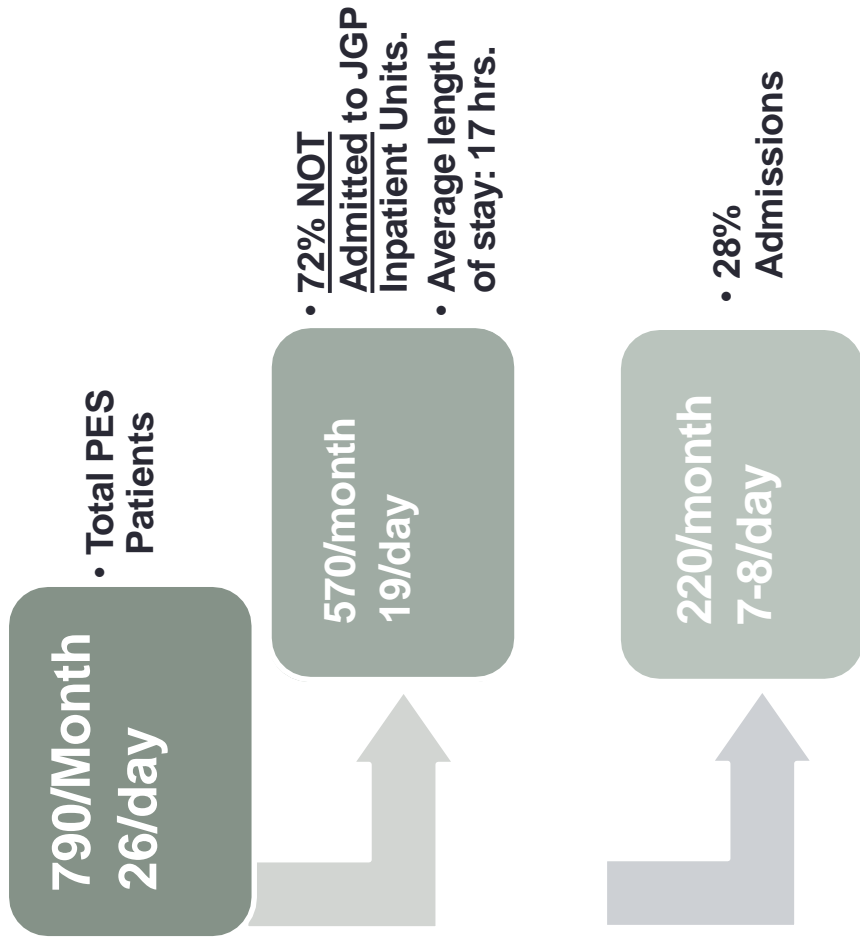 790/Month
26/day
• Total PES
Patients
570/month
19/day
• 72% NOT
Admitted to JGP
Inpatient Units.
• Average length
of stay: 17 hrs.
220/month
7-8/day
• 28%
Admissions